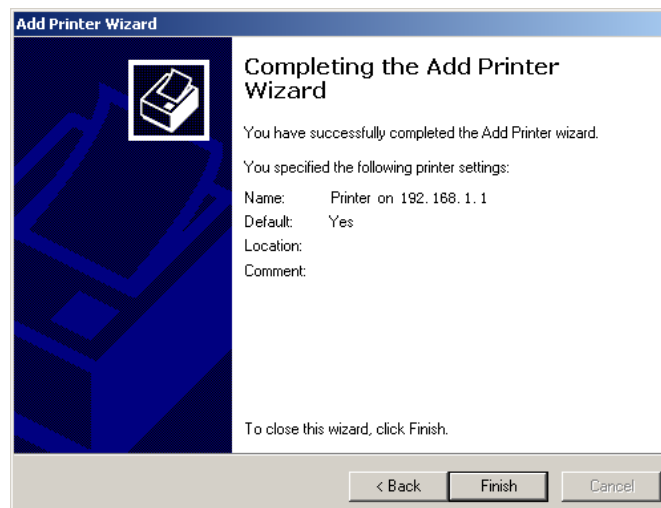 Add Printer Wizard
Completing the Add Printer
Wizard
You have successfully completed the Add Printer wizard.
You specified the following printer settings:
Name: Printer on 192.168.1.1
Default: Yes
Location:
Comment:
To close this wizard, click Finish.
< Back Finish Cancel